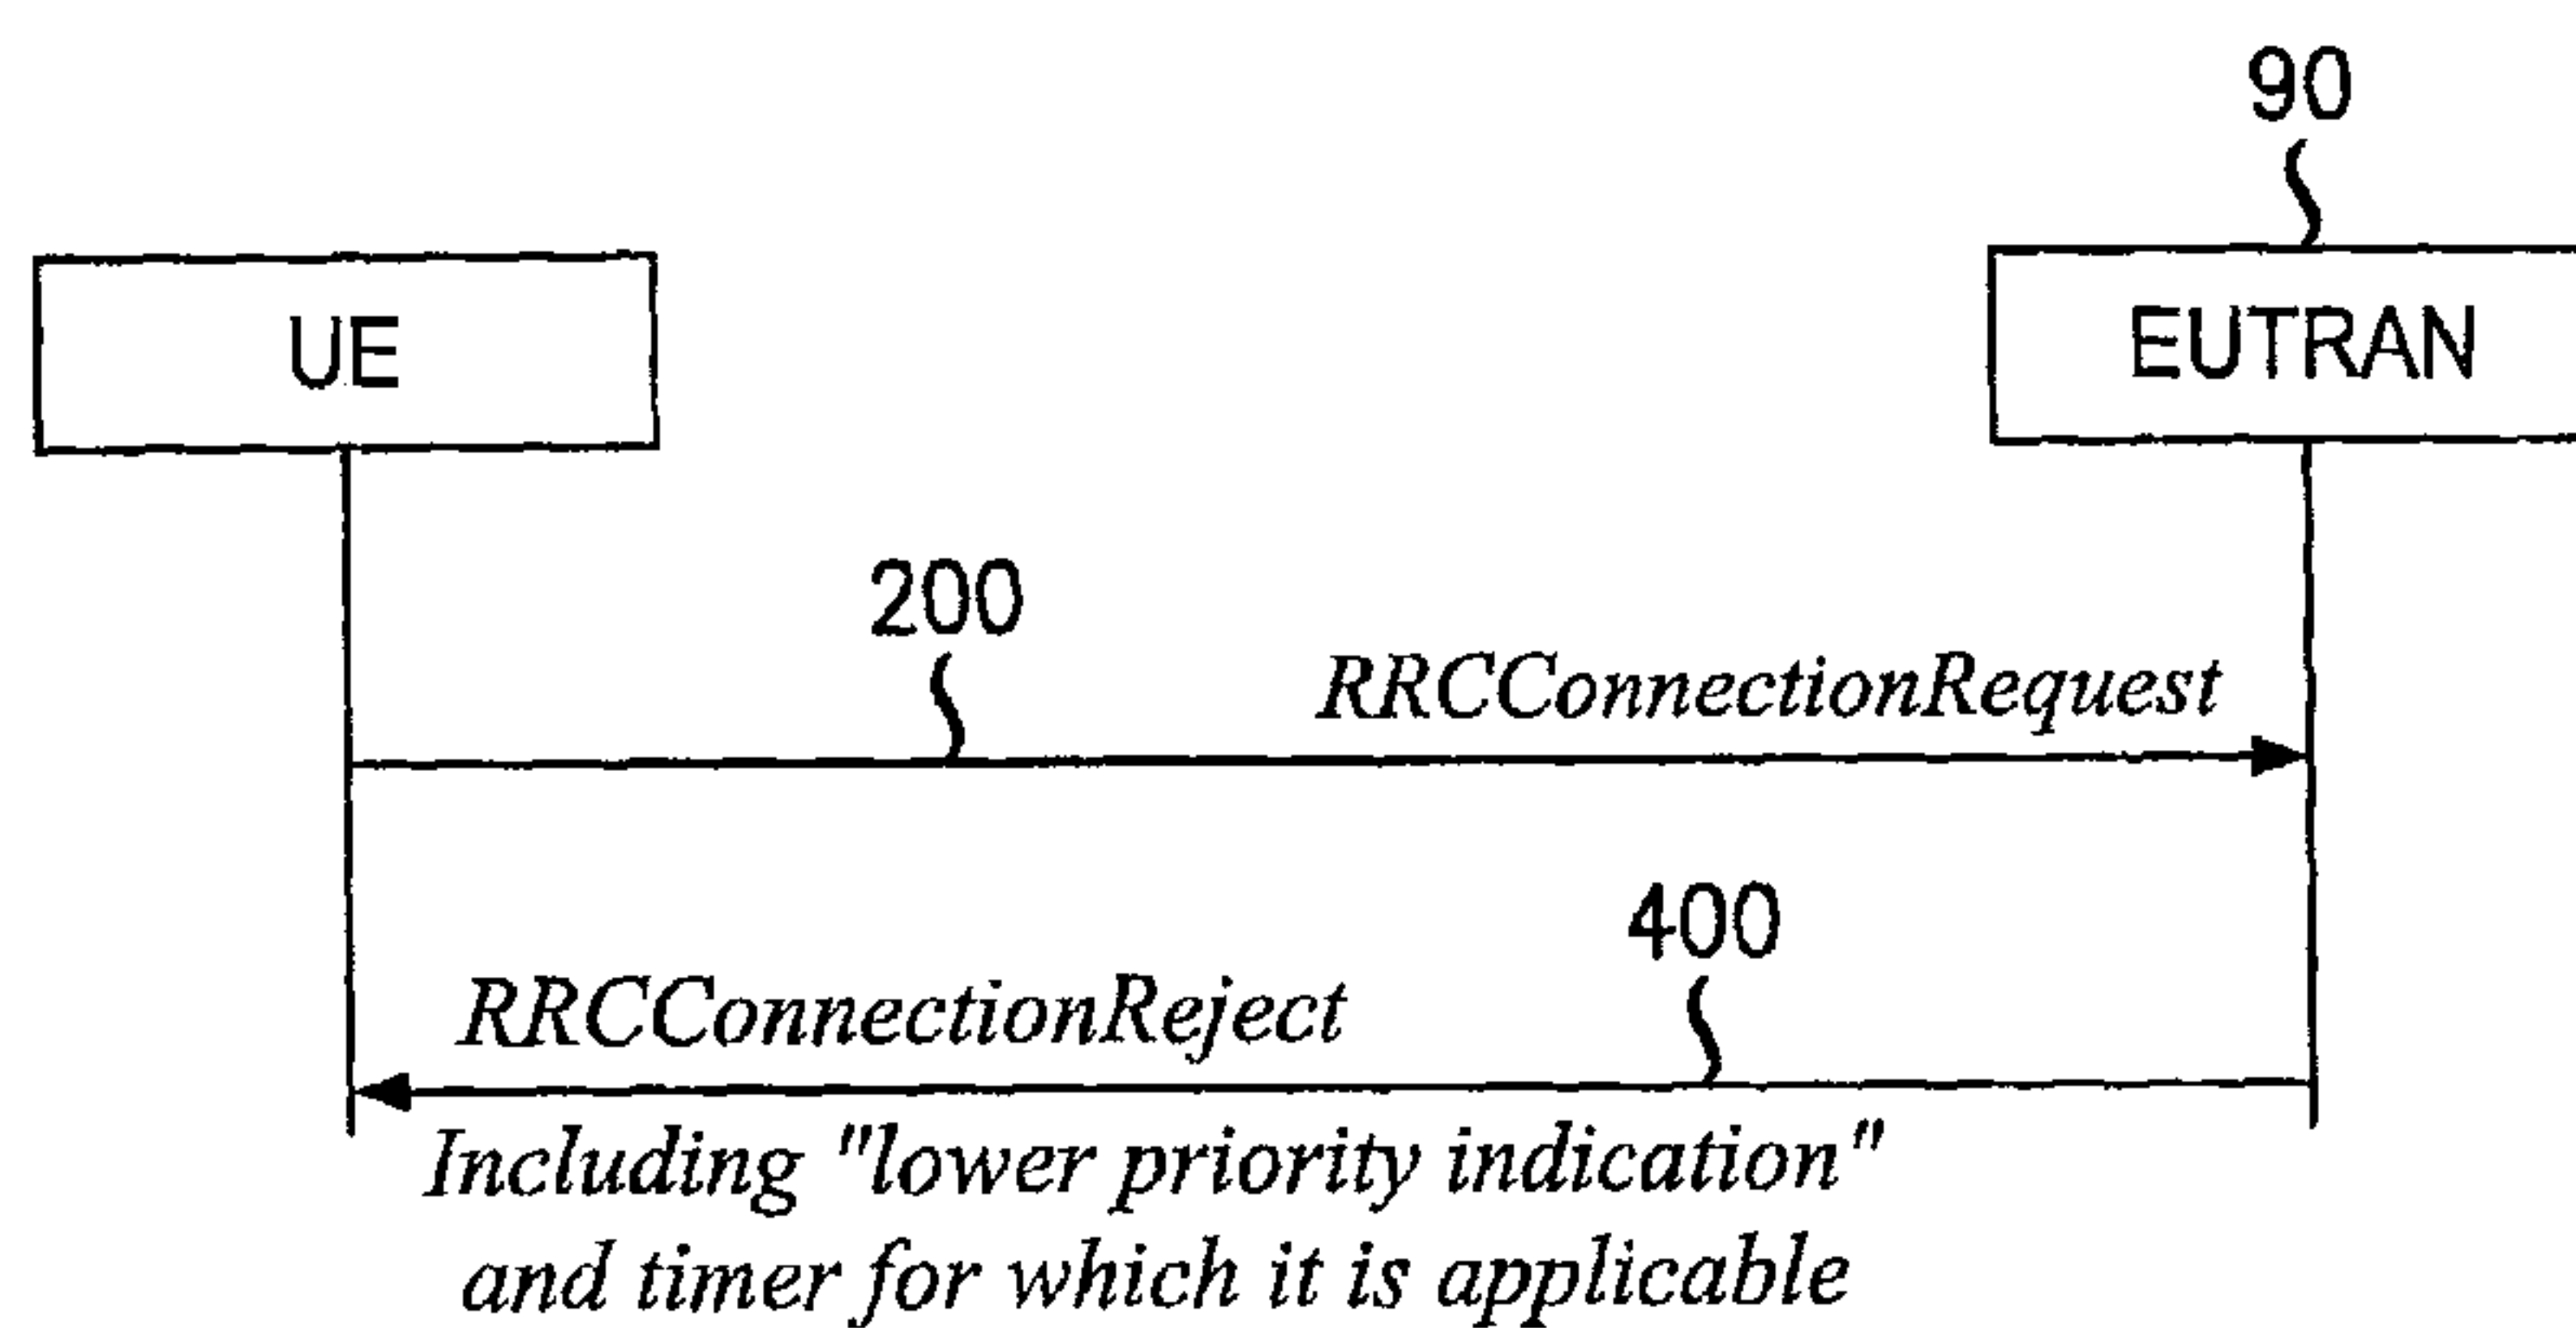 90
UE
EUTRAN
200
RRCConnectionRequest
400
RRCConnectionReject
Including "lower priority indication"
and timer for which it is applicable